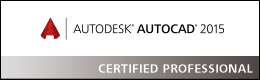 AUTODESK® AUTOCAD® 2015
CERTIFIED PROFESSIONAL